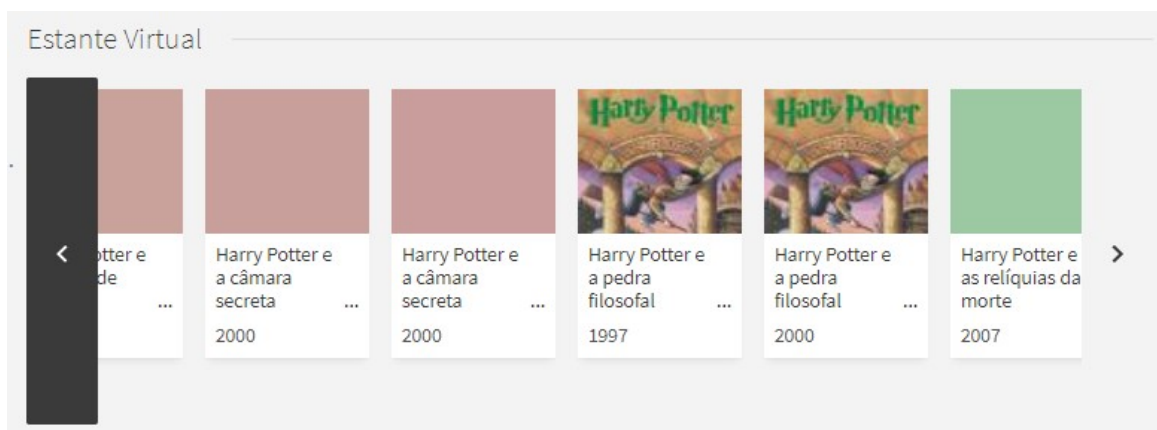 Estante Virtual
otter e
de
...
Harry Potter e
a câmara
secreta ...
2000
Harry Potter e
a câmara
secreta ...
2000
Harry Potter
Harry Potter e
a pedra
filosofal ...
1997
Harry Potter
Harry Potter e
a pedra
filosofal ...
2000
Harry Potter e
as relíquias da
morte
2007